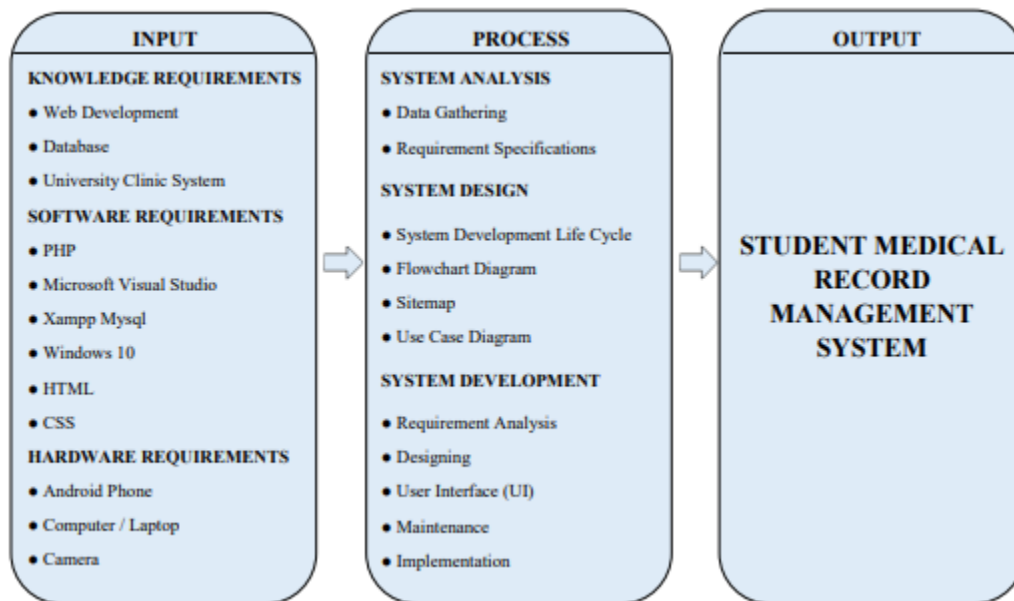 INPUT
KNOWLEDGE REQUIREMENTS
● Web Development
● Database
● University Clinic System
SOFTWARE REQUIREMENTS
● PHP
● Microsoft Visual Studio
● Xampp Mysql
● Windows 10
● HTML
● CSS
HARDWARE REQUIREMENTS
● Android Phone
● Computer / Laptop
● Camera
PROCESS
SYSTEM ANALYSIS
● Data Gathering
● Requirement Specifications
SYSTEM DESIGN
● System Development Life Cycle
● Flowchart Diagram
● Sitemap
● Use Case Diagram
SYSTEM DEVELOPMENT
● Requirement Analysis
● Designing
● User Interface (UI)
● Maintenance
● Implementation
OUTPUT
STUDENT MEDICAL
RECORD
MANAGEMENT
SYSTEM